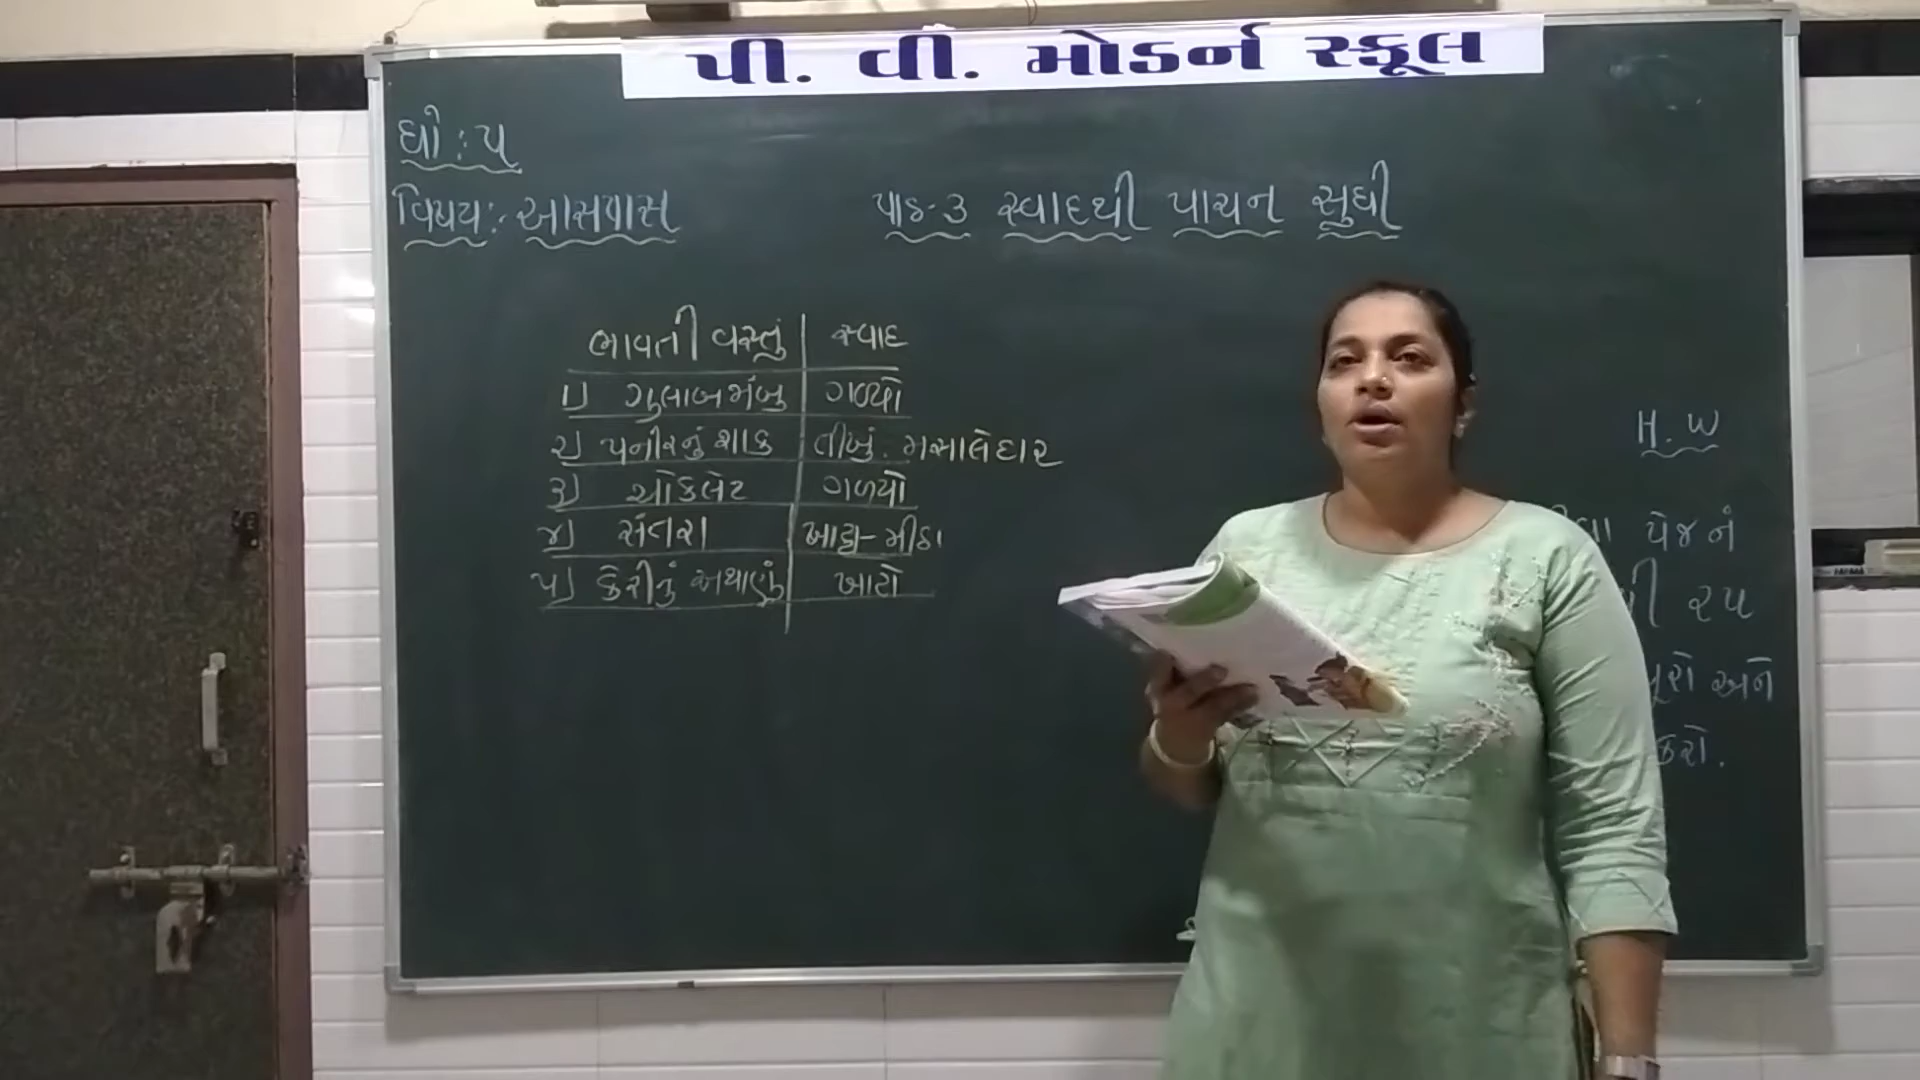 પી. વી. મોડર્ન સ્કૂલ
ધો : ૫
વિષય :- આસપાસ
પાઠ-૩ સ્વાદથી પાચન સુધી
ભાવતી વસ્તું સ્વાદ
૧) ગુલાબજાંબુ ગળ્યો
૨) પનીરનું શાક તીખું. મસાલેદાર
૩) ચોકલેટ ગળ્યો
૪) સંતરા ખાટ્ટા-મીઠા
૫) કેરીનું અથાણું ખાટો
H. W
પેજ નં
૨૫
અને
કરો.